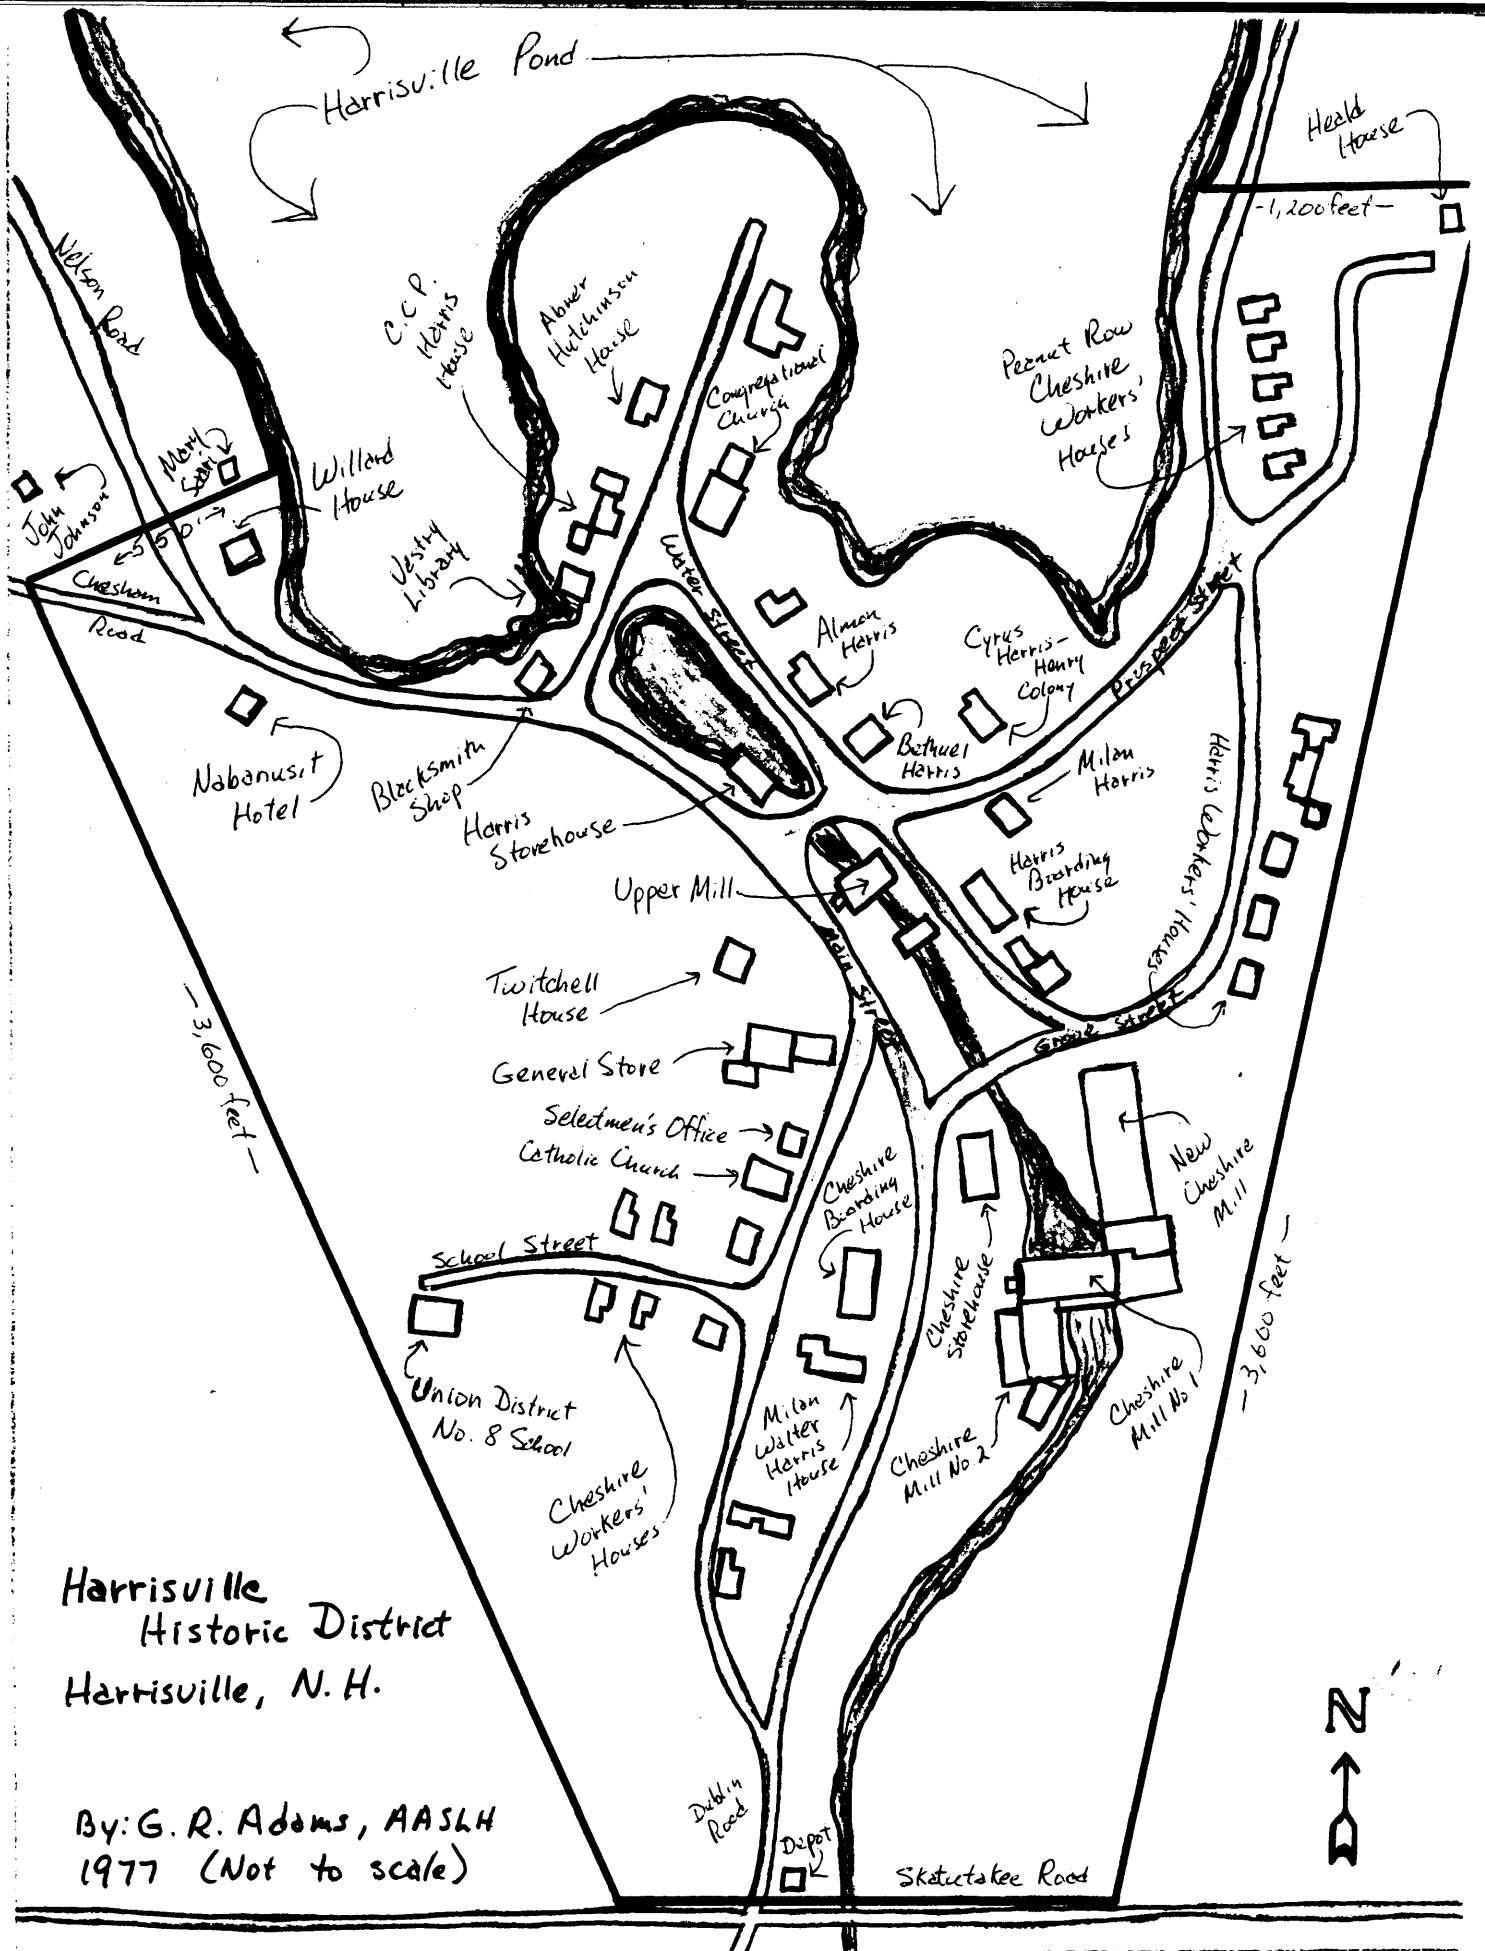 Harrisville Pond
Heald
House
-1,200 feet-
Nelson
Road
C.C.P.
Harris
House
Abner
Hutchinson
House
Congregational
Church
Peanut Row
Cheshire
Workers'
Houses
John
Johnson
Mary
Willard
House
550'
Chesham
Road
Vestry
Library
Water Street
Almon
Harris
Cyrus
Harris-
Henry
Colony
Prospect Street
Bethuel
Harris
Milan
Harris
Nabanusit
Hotel
Blacksmith
Shop
Harris
Storehouse
Upper Mill
Harris
Boarding
House
Harris Workers' Houses
Main Street
Twitchell
House
Grove Street
General Store
-3,600 feet-
Selectmen's Office
Catholic Church
Cheshire
Boarding
House
New
Cheshire
Mill
School Street
Cheshire
Storehouse
-3,600 feet-
Union District
No. 8 School
Milan
Walter
Harris
House
Cheshire
Mill No. 2
Cheshire
Mill No 1
Cheshire
Workers'
Houses
Harrisville
Historic District
Harrisville, N.H.
N
By: G. R. Adams, AASLH
1977 (Not to scale)
Dublin
Road
Depot
Skatutakee Road